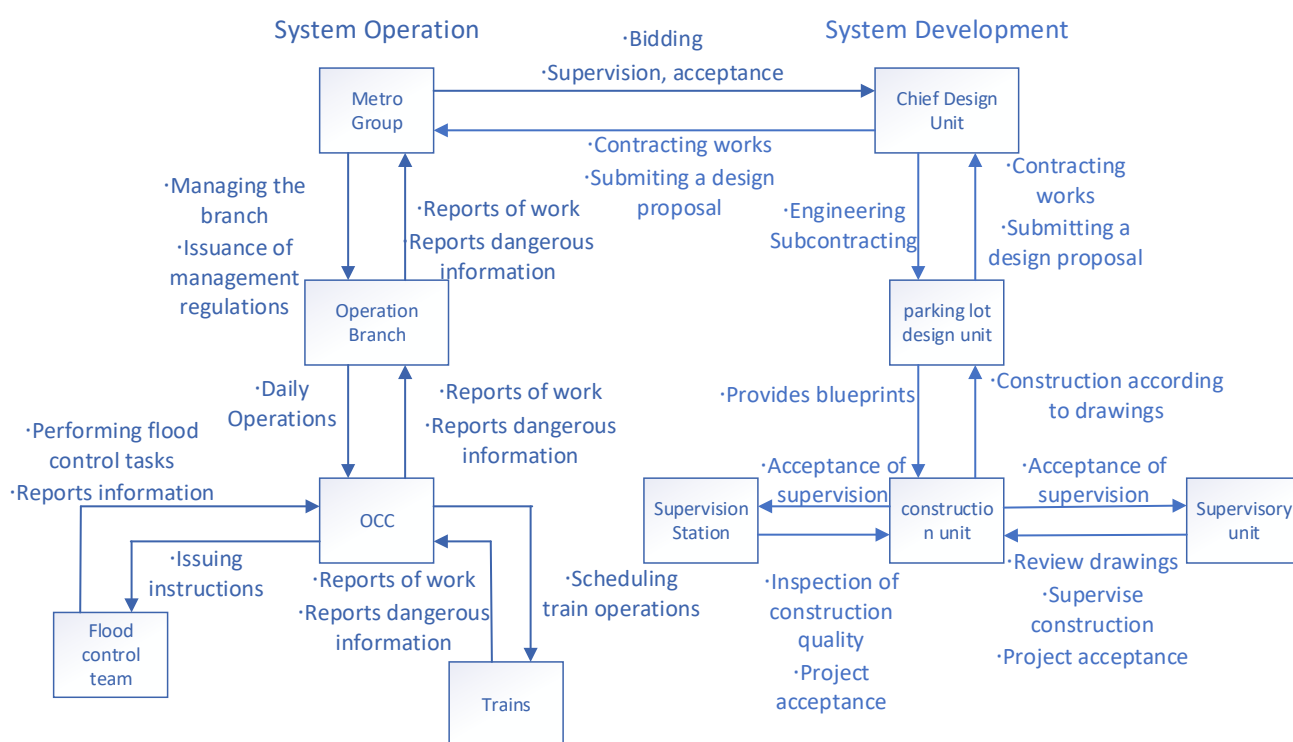 System Operation
System Development
·Bidding
·Supervision, acceptance
Metro
Group
Chief Design
Unit
·Contracting works
·Submiting a design
proposal
·Managing the
branch
·Issuance of
management
regulations
·Reports of work
·Reports dangerous
information
·Engineering
Subcontracting
·Contracting
works
·Submitting a
design proposal
Operation
Branch
parking lot
design unit
·Daily
Operations
·Reports of work
·Reports dangerous
information
·Provides blueprints
·Construction according
to drawings
·Performing flood
control tasks
·Reports information
·Acceptance of
supervision
·Acceptance of
supervision
OCC
Supervision
Station
constructio
n unit
Supervisory
unit
·Issuing
instructions
·Reports of work
·Reports dangerous
information
·Scheduling
train operations
·Inspection of
construction
quality
·Project
acceptance
·Review drawings
·Supervise
construction
·Project acceptance
Flood
control
team
Trains